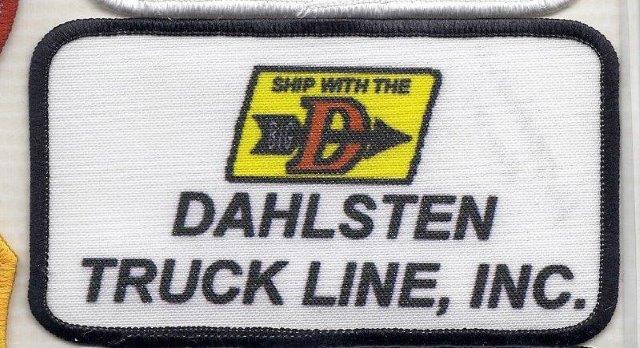 SHIP WITH THE
BIG D
DAHLSTEN
TRUCK LINE, INC.